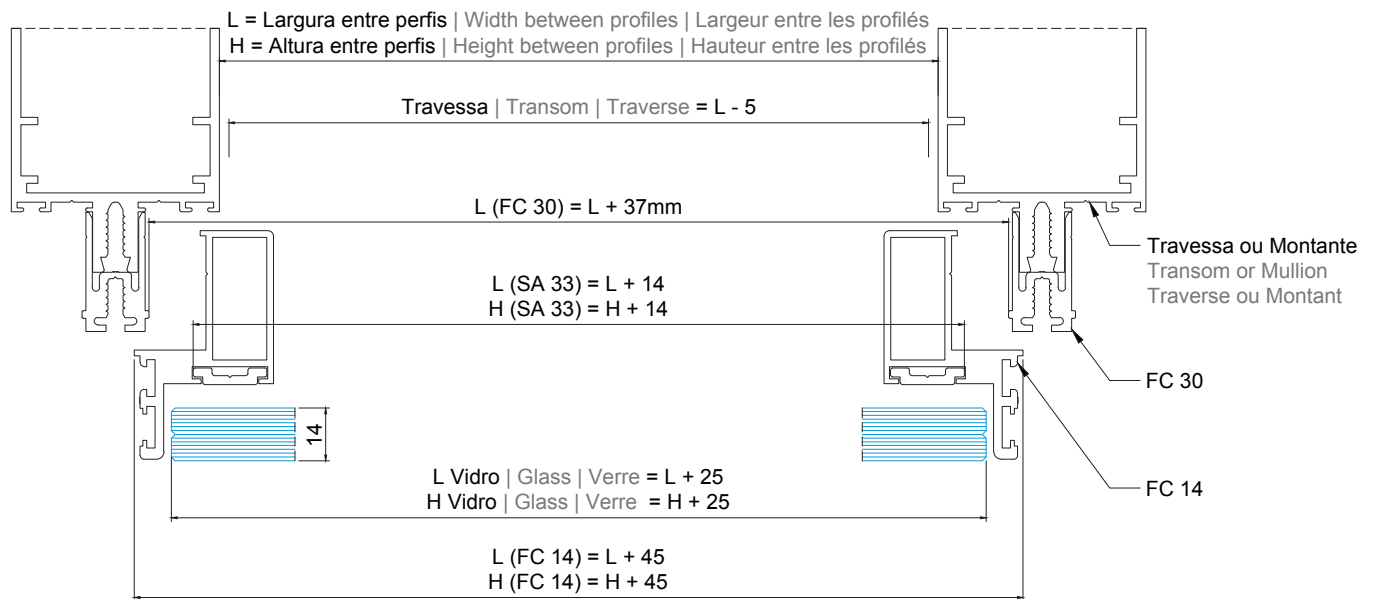 L = Largura entre perfis | Width between profiles | Largeur entre les profilés
H = Altura entre perfis | Height between profiles | Hauteur entre les profilés
Travessa | Transom | Traverse = L - 5
L (FC 30) = L + 37mm
Travessa ou Montante
Transom or Mullion
Traverse ou Montant
L (SA 33) = L + 14
H (SA 33) = H + 14
FC 30
14
L Vidro | Glass | Verre = L + 25
H Vidro | Glass | Verre = H + 25
FC 14
L (FC 14) = L + 45
H (FC 14) = H + 45